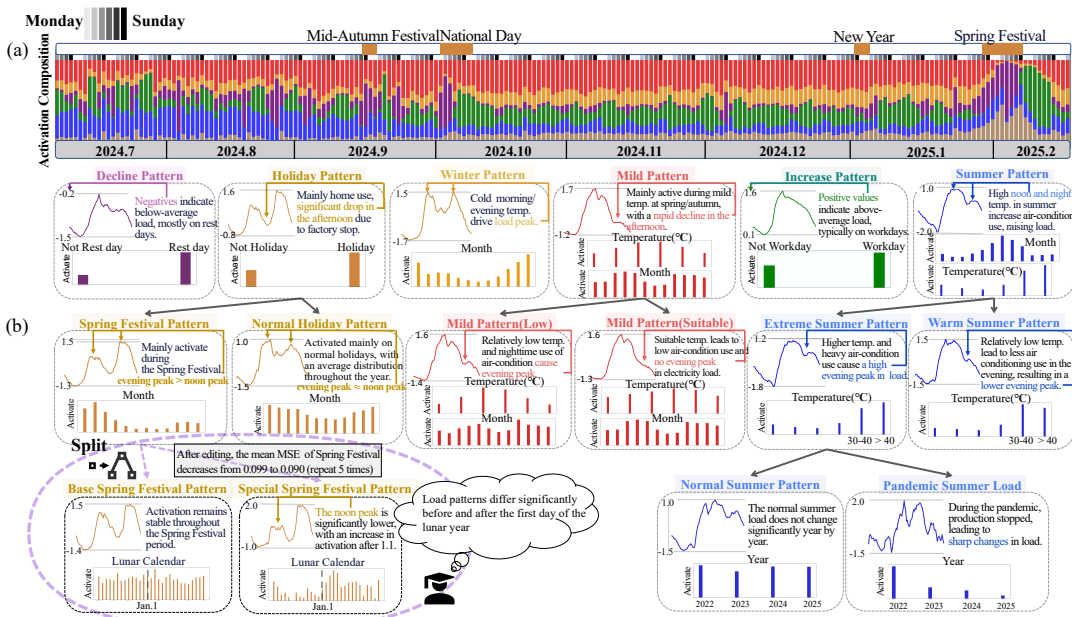 Monday Sunday
Mid-Autumn Festival National Day New Year Spring Festival
(a)
Activation Composition
2024.7 2024.8 2024.9 2024.10 2024.11 2024.12 2025.1 2025.2
Decline Pattern
-0.2
-1.5
Negatives indicate
below-average
load, mostly on rest
days.
Not Rest day Rest day
Activate
Holiday Pattern
1.6
-0.8
Mainly home use,
significant drop in
the afternoon due
to factory stop.
Not Holiday Holiday
Winter Pattern
1.5
-1.7
Cold morning/
evening temp.
drive load peak.
Month
Mild Pattern
1.7
-1.2
Mainly active during mild
temp. at spring/autumn,
with a rapid decline in the
afternoon.
Temperature(°C)
Activate
Month
Activate
Increase Pattern
1.6
0.1
Positive values
indicate above-
average load,
typically on workdays.
Not Workday Workday
Activate
Summer Pattern
1.0
-2.0
High noon and night
temp. in summer
increase air-condition
use, raising load.
Month
Activate
Temperature(°C)
Activate
(b)
Spring Festival Pattern
1.5
-1.3
Mainly activate
during
the Spring Festival.
evening peak > noon peak
Month
Activate
Normal Holiday Pattern
1.0
-1.5
Activated mainly on
normal holidays, with
an average distribution
throughout the year.
evening peak ≈ noon peak
Month
Mild Pattern(Low)
1.6
-1.4
Relatively low temp.
and nighttime use of
air-condition cause
evening peak.
Temperature(°C)
Activate
Month
Activate
Mild Pattern(Suitable)
1.6
-1.3
Suitable temp. leads to
low air-condition use and
no evening peak
in electricity load.
Temperature(°C)
Activate
Month
Activate
Extreme Summer Pattern
1.2
-1.8
Higher temp. and
heavy air-condition
use cause a high
evening peak in load.
Temperature(°C)
Activate
30-40 > 40
Warm Summer Pattern
1.5
-1.5
Relatively low temp.
lead to less air
conditioning use in the
evening, resulting in a
lower evening peak.
Temperature(°C)
Activate
30-40 > 40
Split
After editing, the mean MSE of Spring Festival
decreases from 0.099 to 0.090 (repeat 5 times)
Base Spring Festival Pattern
1.5
-1.4
Activation remains
stable throughout
the Spring Festival
period.
Lunar Calendar
Activate
Jan.1
Special Spring Festival Pattern
1.5
-1.0
The noon peak is
significantly lower,
with an increase in
activation after 1.1.
Lunar Calendar
Activate
Jan.1
Load patterns differ significantly
before and after the first day of the
lunar year
Normal Summer Pattern
1.0
-1.5
The normal summer
load does not change
significantly year by
year.
Year
Activate
2022 2023 2024 2025
Pandemic Summer Load
1.5
-1.5
During the pandemic,
production stopped,
leading to
sharp changes in load.
Year
Activate
2022 2023 2024 2025